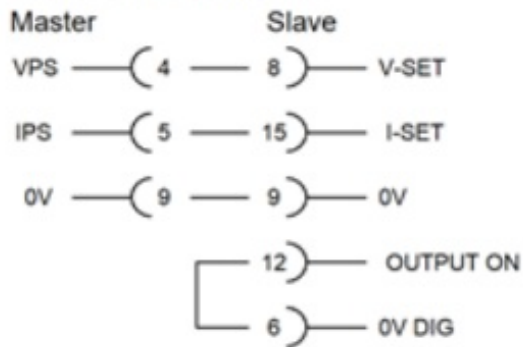 Master Slave
VPS 4 8 V-SET
IPS 5 15 I-SET
0V 9 9 0V
12 OUTPUT ON
6 0V DIG